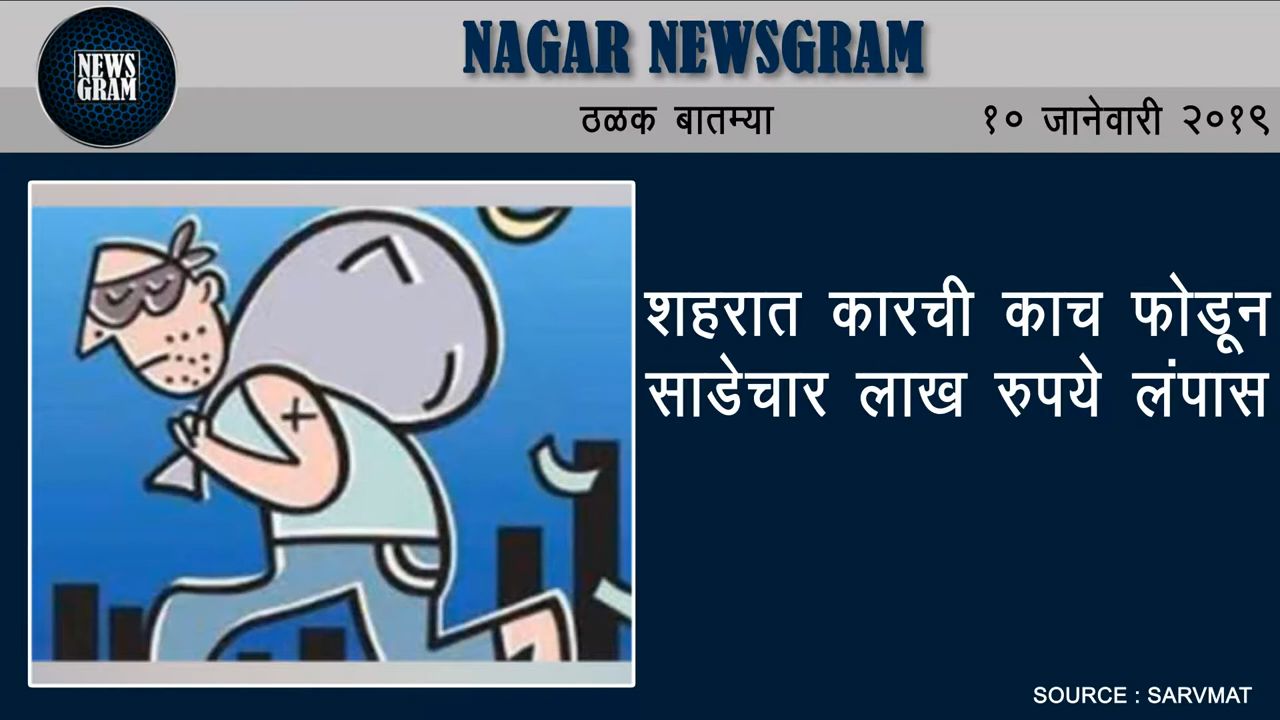 NEWS
GRAM
NAGAR NEWSGRAM
ठळक बातम्या
१० जानेवारी २०१९
शहरात कारची काच फोडून
साडेचार लाख रुपये लंपास
SOURCE : SARVMAT